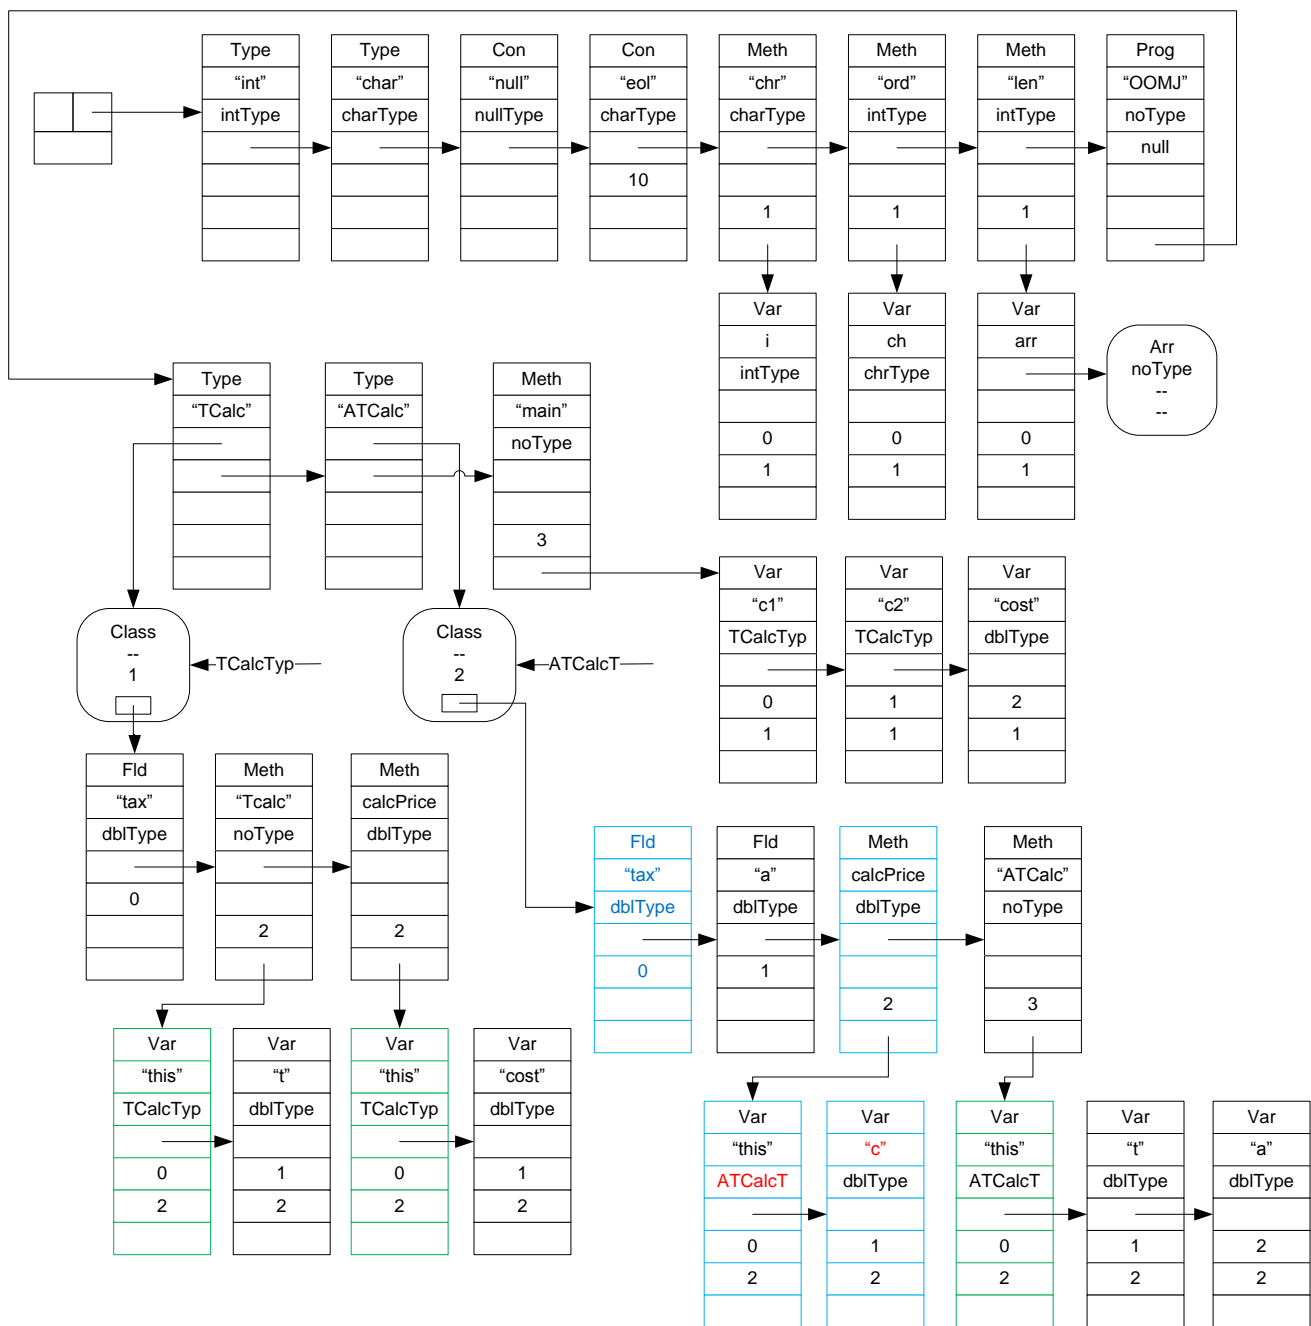 Type Type Con Con Meth Meth Meth Prog
“int” “char” “null” “eol” “chr” “ord” “len” “OOMJ”
intType charType nullType charType charType intType intType noType
null
10
1 1 1
Var Var Var
i ch arr
intType chrType
0 0 0
1 1 1
Arr
noType
--
--
Type Type Meth
“TCalc” “ATCalc” “main”
noType
3
Var Var Var
“c1” “c2” “cost”
TCalcTyp TCalcTyp dblType
0 1 2
1 1 1
Class
--
1
TCalcTyp
Class
--
2
ATCalcT
Fld Meth Meth
“tax” “Tcalc” calcPrice
dblType noType dblType
0
2 2
Fld Fld Meth Meth
“tax” “a” calcPrice “ATCalc”
dblType dblType dblType noType
0 1
2 3
Var Var Var Var
“this” “t” “this” “cost”
TCalcTyp dblType TCalcTyp dblType
0 1 0 1
2 2 2 2
Var Var Var Var Var
“this” “c” “this” “t” “a”
ATCalcT dblType ATCalcT dblType dblType
0 1 0 1 2
2 2 2 2 2